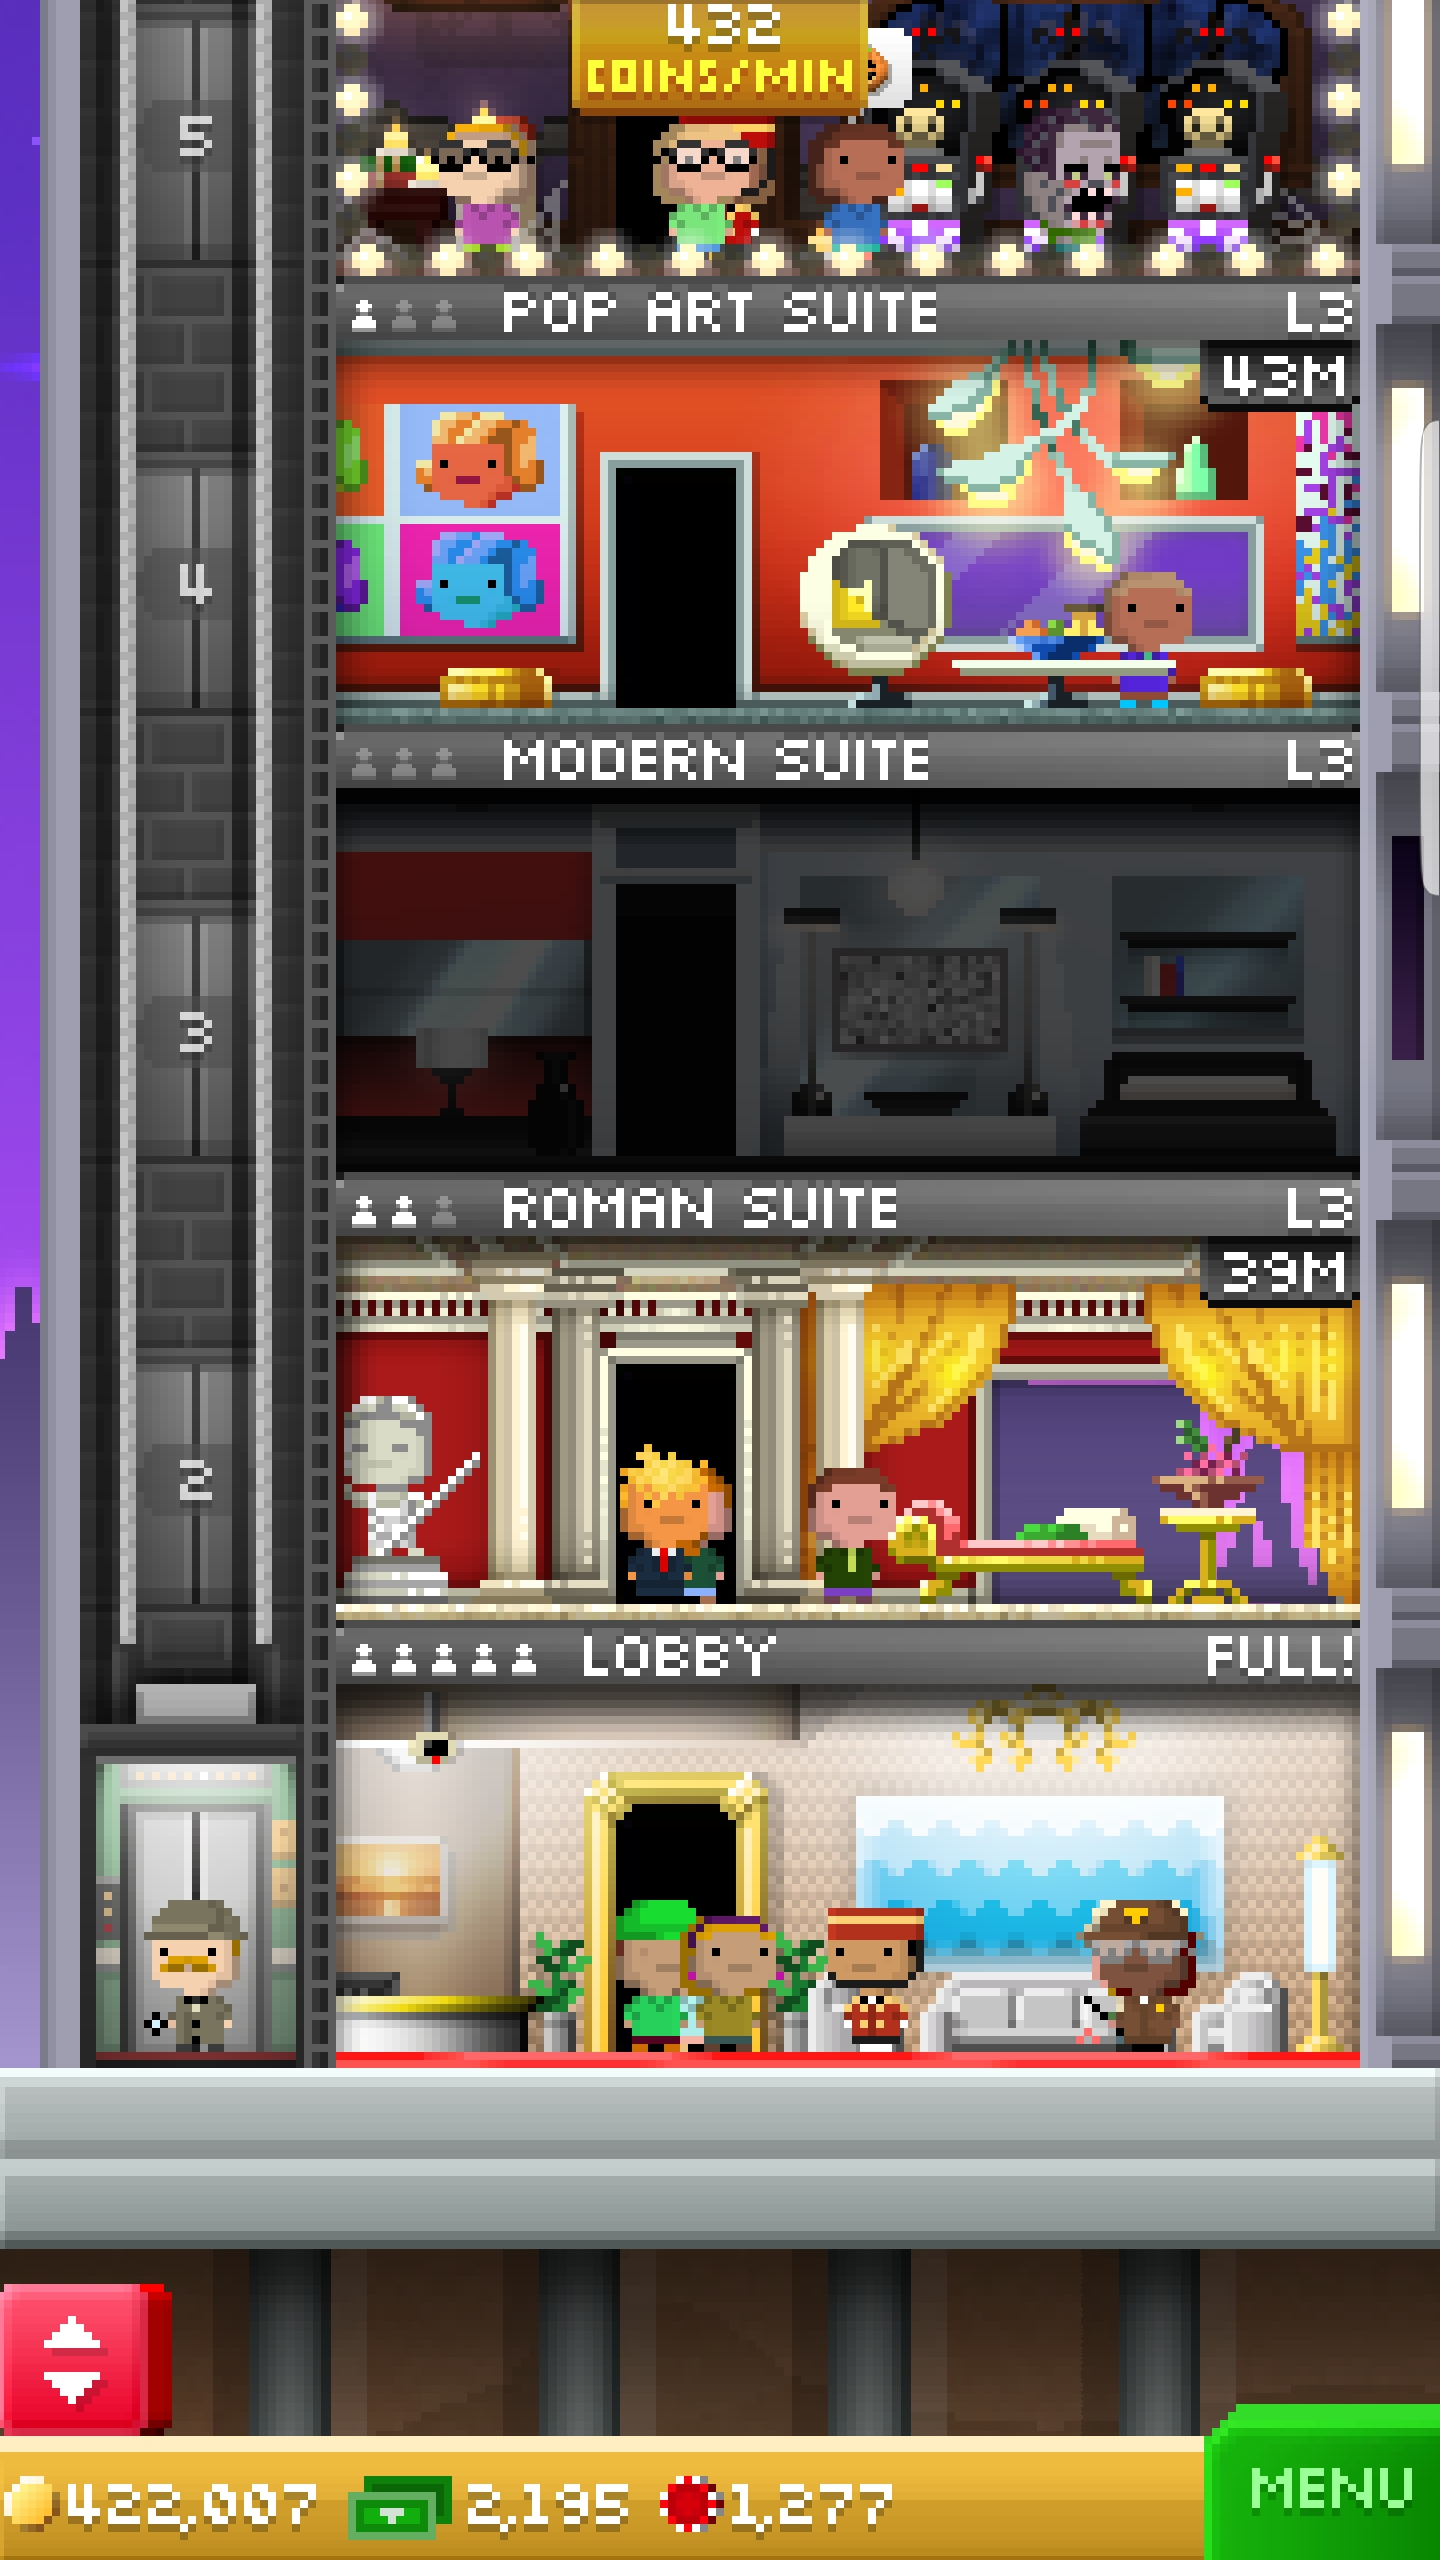 432
COINS/MIN
5
POP ART SUITE L3
43M
4
MODERN SUITE L3
3
ROMAN SUITE L3
39M
2
LOBBY FULL!
422,007 2,195 1,277
MENU